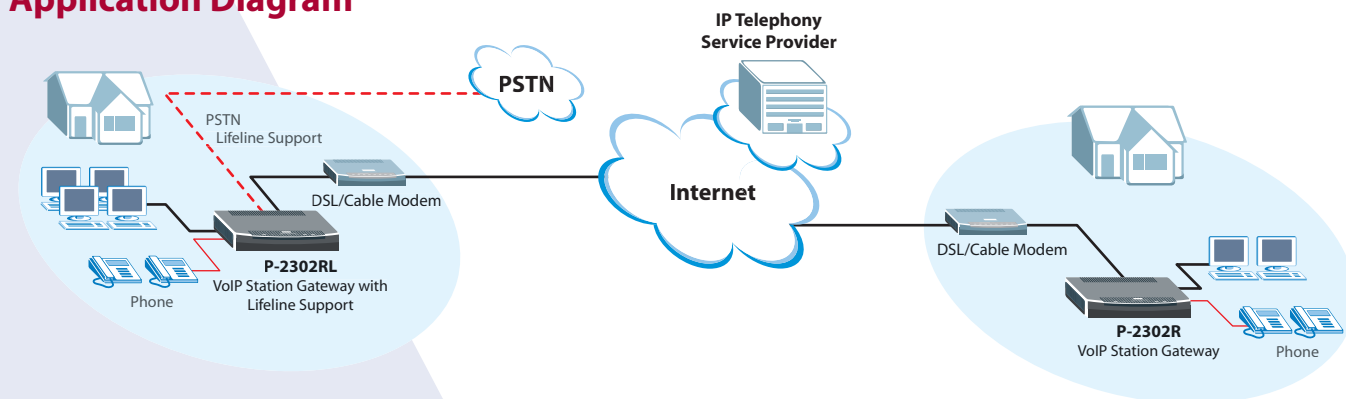 Application Diagram
IP Telephony
Service Provider
PSTN
PSTN
Lifeline Support
DSL/Cable Modem
Internet
DSL/Cable Modem
P-2302RL
VoIP Station Gateway with
Lifeline Support
Phone
P-2302R
VoIP Station Gateway
Phone